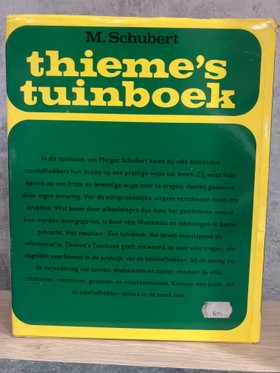 M. Schubert
thieme's
tuinboek
In dit tuinboek van Margot Schubert komt bij vele duizenden
tuinliefhebbers hun hobby op een prettige wijze tot leven. Zij weet haar
kennis op een frisse en levendige wijze over te dragen, daarbij gesteund
door eigen ervaring. Van de oorspronkelijke uitgave verschenen reeds zes
drukken. Wat beter door afbeeldingen dan door het geschreven woord
kan worden weergegeven, is door vele illustraties en tekeningen in beeld
gebracht. Het resultaat: Een tuinboek, dat zowel meeslepend als
informatief is. Thieme's Tuinboek geeft antwoord op zeer vele vragen, die
dagelijks voorkomen in de praktijk van de tuinliefhebber, bij de aanleg en
de verandering van tuinen, stadstuinen en tuinen rondom de villa,
rotstuinen, siertuinen, groente- en vruchtentuinen. Kortom een boek, dat
de tuinliefhebber zelden in de steek laat.